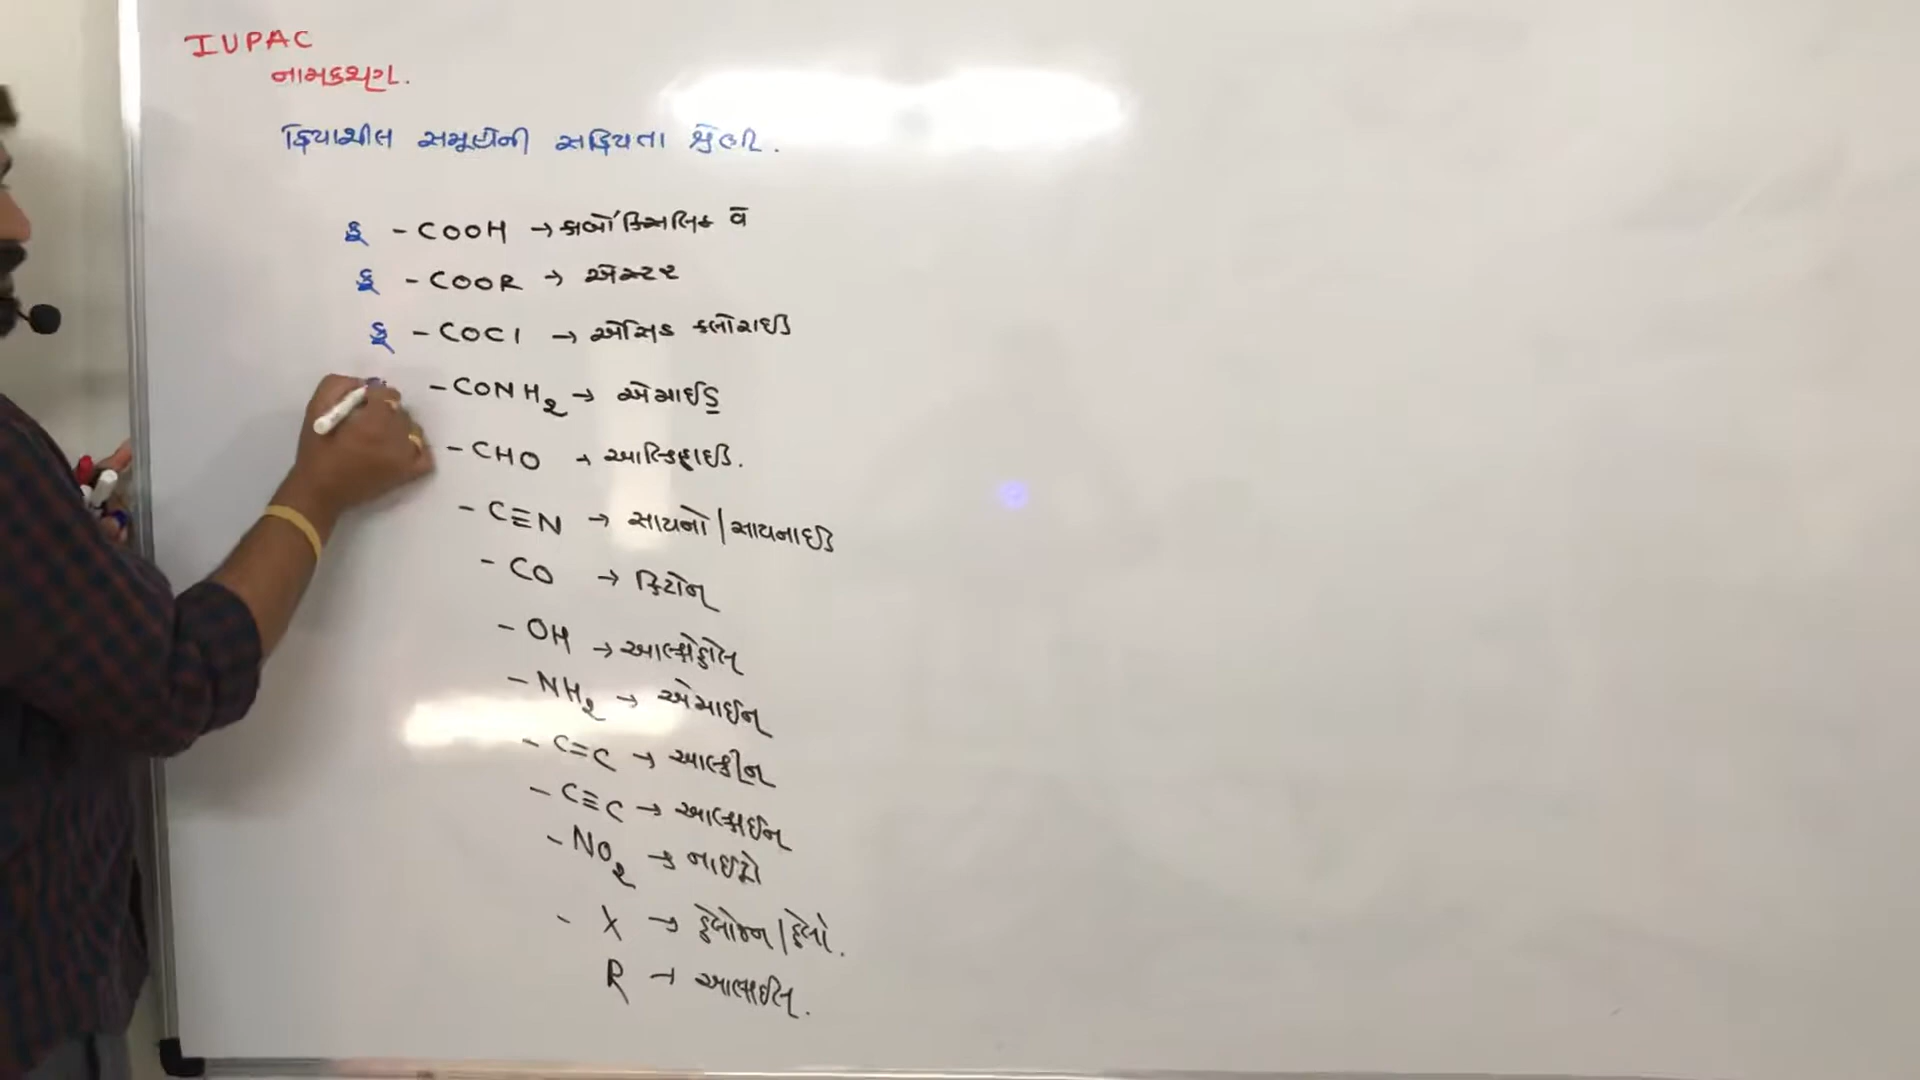 IUPAC
નામકરણ.
ક્રિયાશીલ સમૂહોની સક્રિયતા શ્રેણી.
ક્રૂ - COOH → કાર્બોક્સિલિક
ક્રૂ - COOR → એસ્ટર
ક્રૂ - COCl → એસિડ ક્લોરાઈડ
- CONH2 → એમાઈડ
- CHO → આલ્ડિહાઈડ.
- C≡N → સાયનો / સાયનાઈડ
- CO → કિટોન
- OH → આલ્કોહોલ
- NH2 → એમાઈન
- C=C → આલ્કીન
- C≡C → આલ્કાઈન
- NO2 → નાઈટ્રો
- X → હેલોજન / હેલો.
R → આલ્કાઈલ.